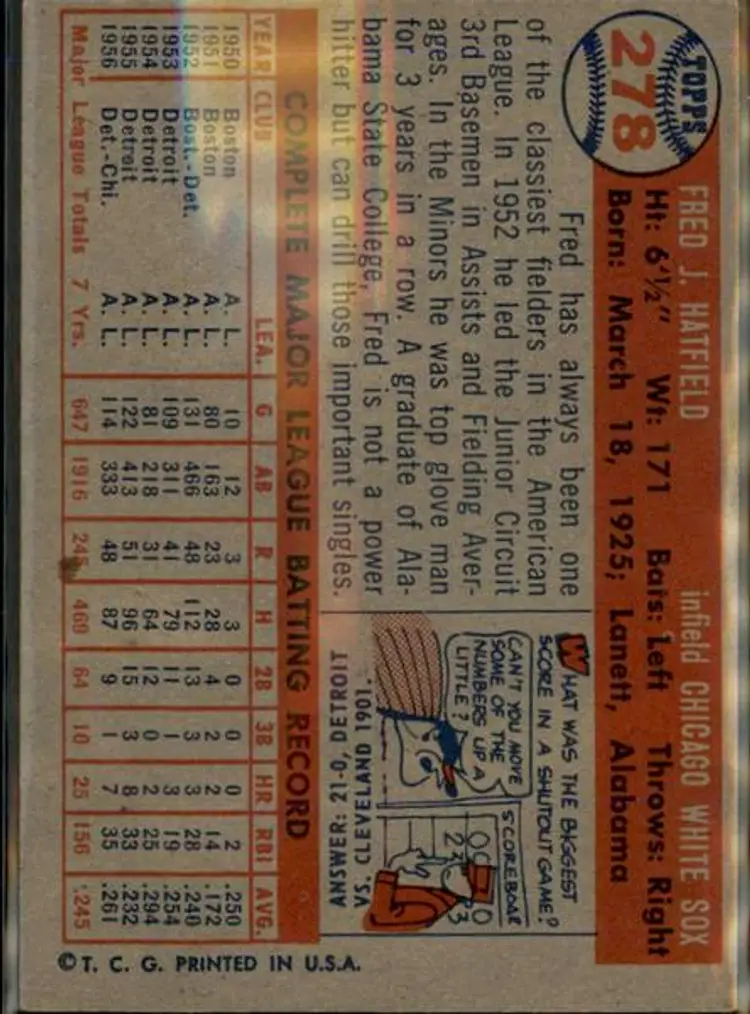 TOPPS
278
FRED J. HATFIELD infield CHICAGO WHITE SOX
Ht: 6'½" Wt: 171 Bats: Left Throws: Right
Born: March 18, 1925; Lanett, Alabama
Fred has always been one
of the classiest fielders in the American
League. In 1952 he led the Junior Circuit
3rd Basemen in Assists and Fielding Aver-
ages. In the Minors he was top glove man
for 3 years in a row. A graduate of Ala-
bama State College, Fred is not a power
hitter but can drill those important singles.
WHAT WAS THE BIGGEST
SCORE IN A SHUTOUT GAME?
CAN'T YOU MOVE
SOME OF THE
NUMBERS UP A
LITTLE?
SCOREBOAR
ANSWER: 21-0, DETROIT
VS. CLEVELAND 1901.
COMPLETE MAJOR LEAGUE BATTING RECORD
YEAR CLUB LEA. G AB R H 2B 3B HR RBI AVG.
1950 Boston A. L. 10 12 3 3 0 0 0 2 .250
1951 Boston A. L. 80 163 23 28 4 2 2 14 .172
1952 Bost.-Det. A. L. 131 466 48 112 13 1 3 28 .240
1953 Detroit A. L. 109 311 41 79 11 1 3 19 .254
1954 Detroit A. L. 81 218 31 64 12 0 2 25 .294
1955 Detroit A. L. 122 413 51 96 15 3 8 33 .232
1956 Det.-Chi. A. L. 114 333 48 87 9 1 7 35 .261
Major League Totals 7 Yrs. 647 1916 245 469 64 10 25 156 .245
© T. C. G. PRINTED IN U.S.A.